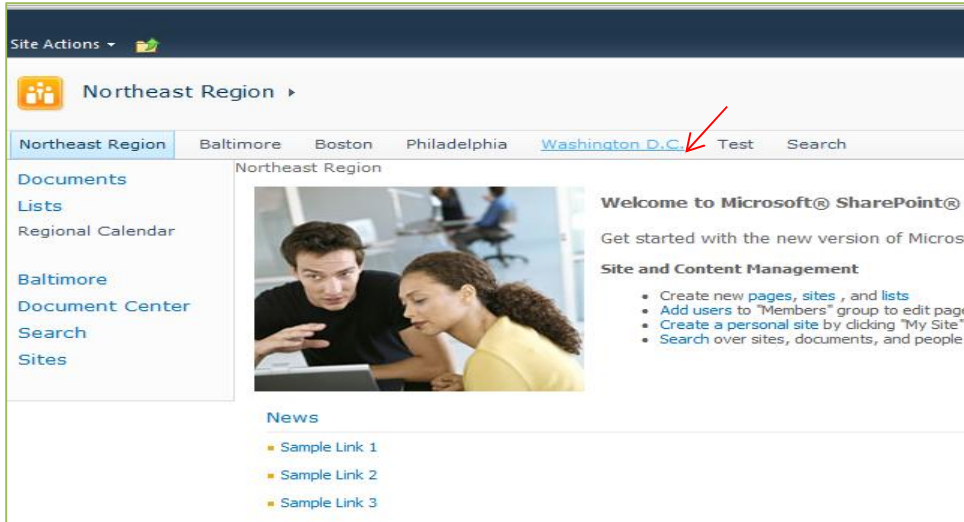 Site Actions
Northeast Region
Northeast Region Baltimore Boston Philadelphia Washington D.C. Test Search
Documents
Lists
Regional Calendar
Baltimore
Document Center
Search
Sites
Northeast Region
Welcome to Microsoft® SharePoint®
Get started with the new version of Micros
Site and Content Management
• Create new pages, sites , and lists
• Add users to "Members" group to edit page
• Create a personal site by clicking "My Site"
• Search over sites, documents, and people
News
Sample Link 1
Sample Link 2
Sample Link 3